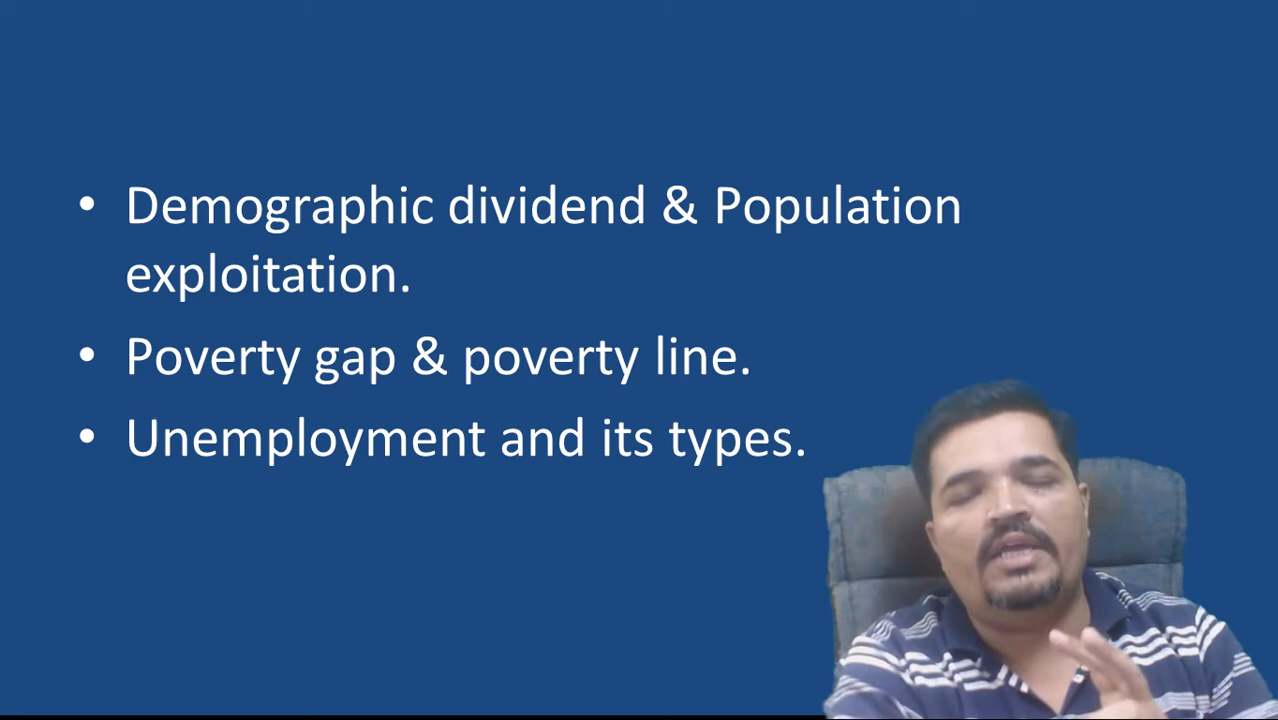 • Demographic dividend & Population
exploitation.
• Poverty gap & poverty line.
• Unemployment and its types.